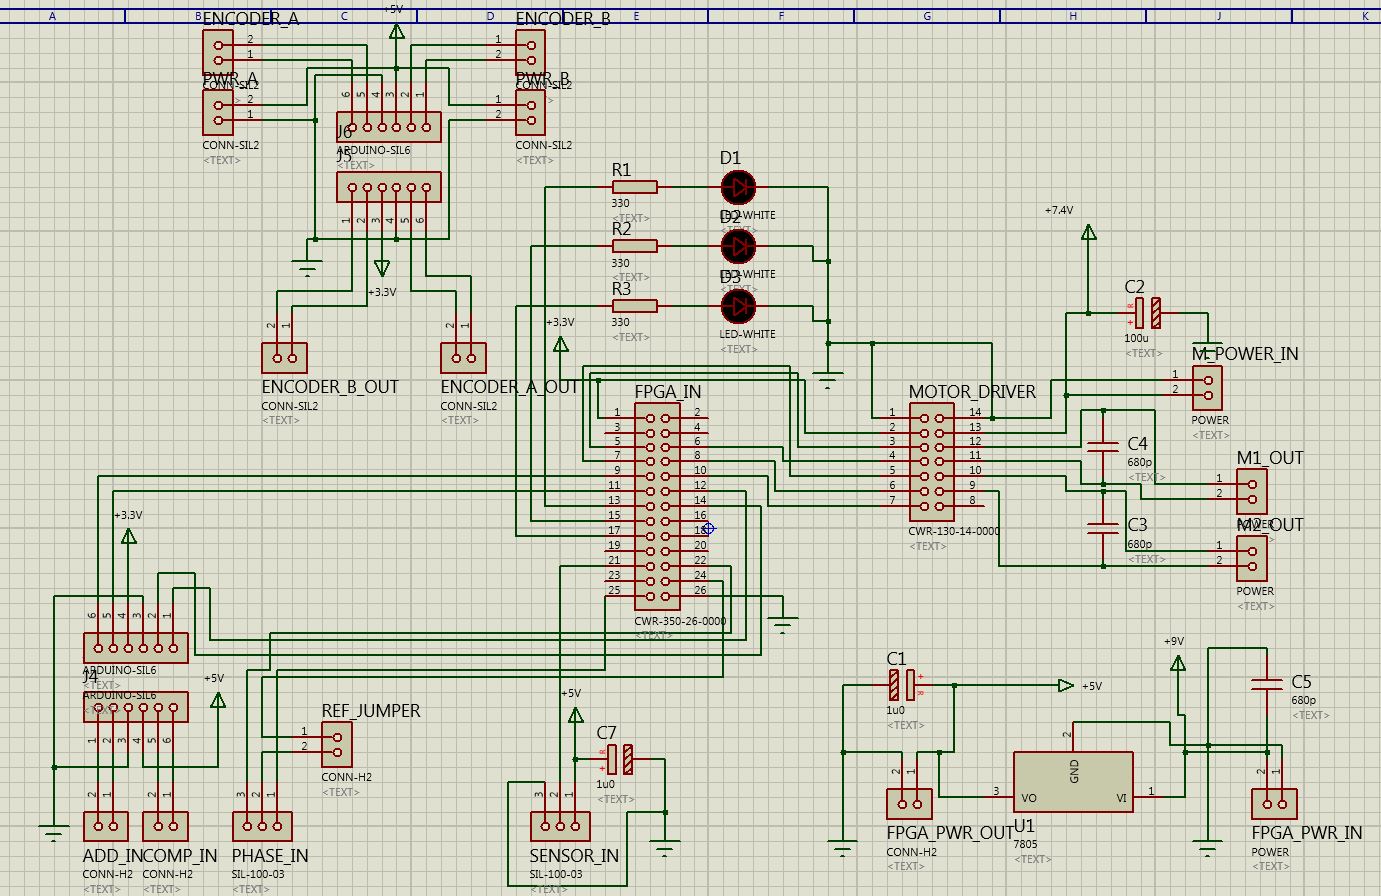 A B C D E F G H J K
+5V
ENCODER_A ENCODER_B
2 1
1 2
PWR_A PWR_B
CONN-SIL2 CONN-SIL2
2 1
1 2
6 5 4 3 2 1
J6
CONN-SIL2 ARDUINO-SIL6 CONN-SIL2
<TEXT> J5 <TEXT> <TEXT>
1 2 3 4 5 6
+3.3V
2 1 2 1
ENCODER_B_OUT ENCODER_A_OUT
CONN-SIL2 CONN-SIL2
<TEXT> <TEXT>
R1 D1
330
<TEXT> LED-WHITE
R2 D2
330
<TEXT> LED-WHITE
R3 D3
330 LED-WHITE
<TEXT> <TEXT>
+3.3V
+7.4V
C2
100u
<TEXT>
M_POWER_IN
1
2
POWER
<TEXT>
FPGA_IN
1 2
3 4
5 6
7 8
9 10
11 12
13 14
15 16
17 18
19 20
21 22
23 24
25 26
CWR-350-26-0000
<TEXT>
MOTOR_DRIVER
1 14
2 13
3 12
4 11
5 10
6 9
7 8
CWR-130-14-0000
<TEXT>
C4
680p
<TEXT>
M1_OUT
1
2
POWER
C3
680p
<TEXT>
M2_OUT
1
2
POWER
<TEXT>
+3.3V
6 5 4 3 2 1
ARDUINO-SIL6
J4
<TEXT>
ARDUINO-SIL6
<TEXT>
+5V
1 2 3 4 5 6
2 1 2 1 3 2 1
ADD_IN COMP_IN PHASE_IN
CONN-H2 CONN-H2 SIL-100-03
<TEXT> <TEXT> <TEXT>
REF_JUMPER
1
2
CONN-H2
<TEXT>
+5V
C7
1u0
<TEXT>
3 2 1
SENSOR_IN
SIL-100-03
<TEXT>
C1
+5V
1u0
<TEXT>
2 1
FPGA_PWR_OUT
CONN-H2
<TEXT>
2
GND
3 VO VI 1
U1
7805
<TEXT>
+9V
C5
680p
<TEXT>
2 1
FPGA_PWR_IN
POWER
<TEXT>